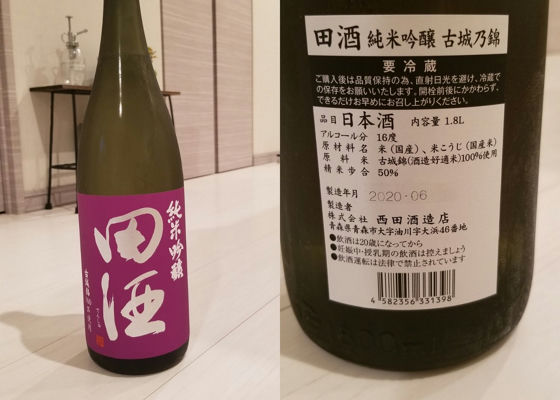 純米吟醸
田酒
でんしゅ
田酒 純米吟醸 古城乃錦
要冷蔵
ご購入後は品質保持の為、直射日光を避け、冷蔵で
の保存をお願いいたします。開栓前後にかかわらず、
できるだけお早めにお召し上がりください。
品目 日本酒 内容量 1.8L
アルコール分 16度
原材料名 米(国産)、米こうじ(国産米)
原料米 古城錦(酒造好適米)100%使用
精米歩合 50%
製造年月 2020-06
製造者
株式会社 西田酒造店
青森県青森市大字油川字大浜46番地
●飲酒は20歳になってから
●妊娠中・授乳期の飲酒は控えましょう
●飲酒運転は法律で禁止されています
4 582356 331398